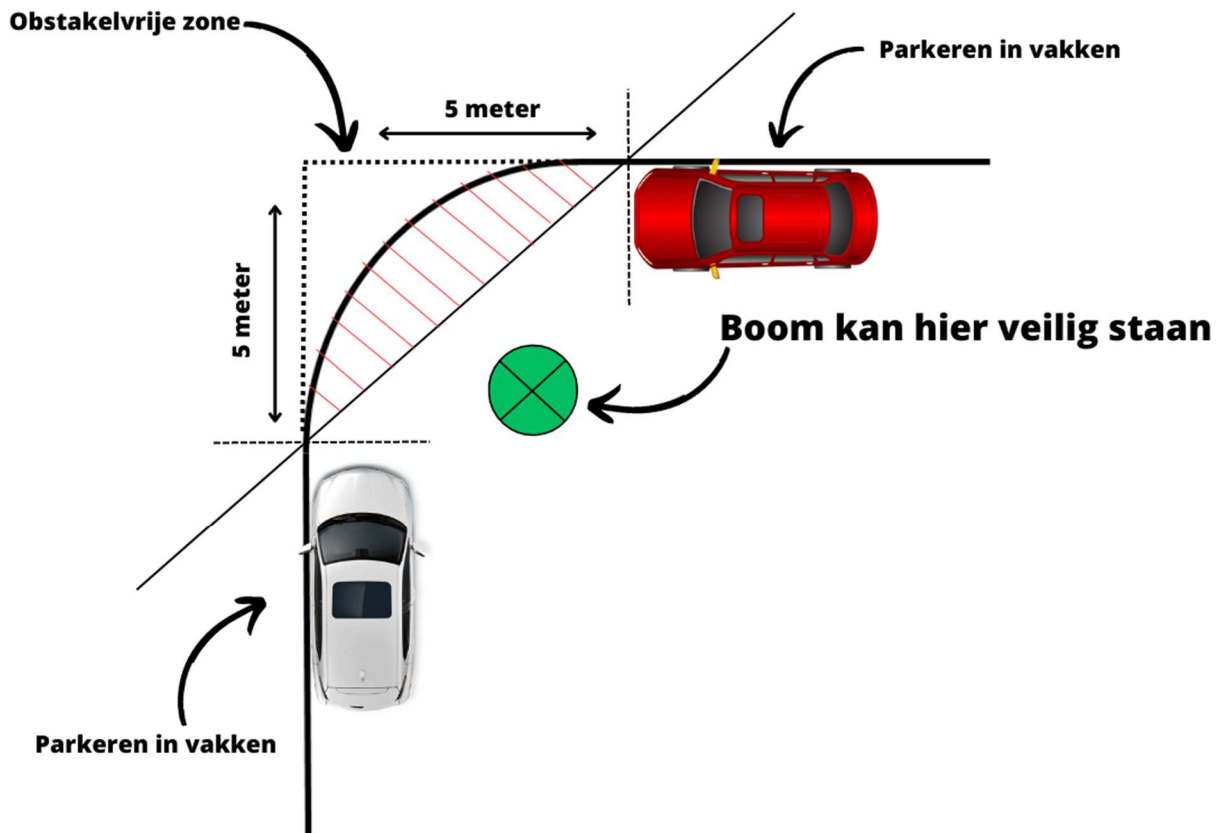 Obstakelvrije zone
Parkeren in vakken
5 meter
5 meter
Boom kan hier veilig staan
Parkeren in vakken